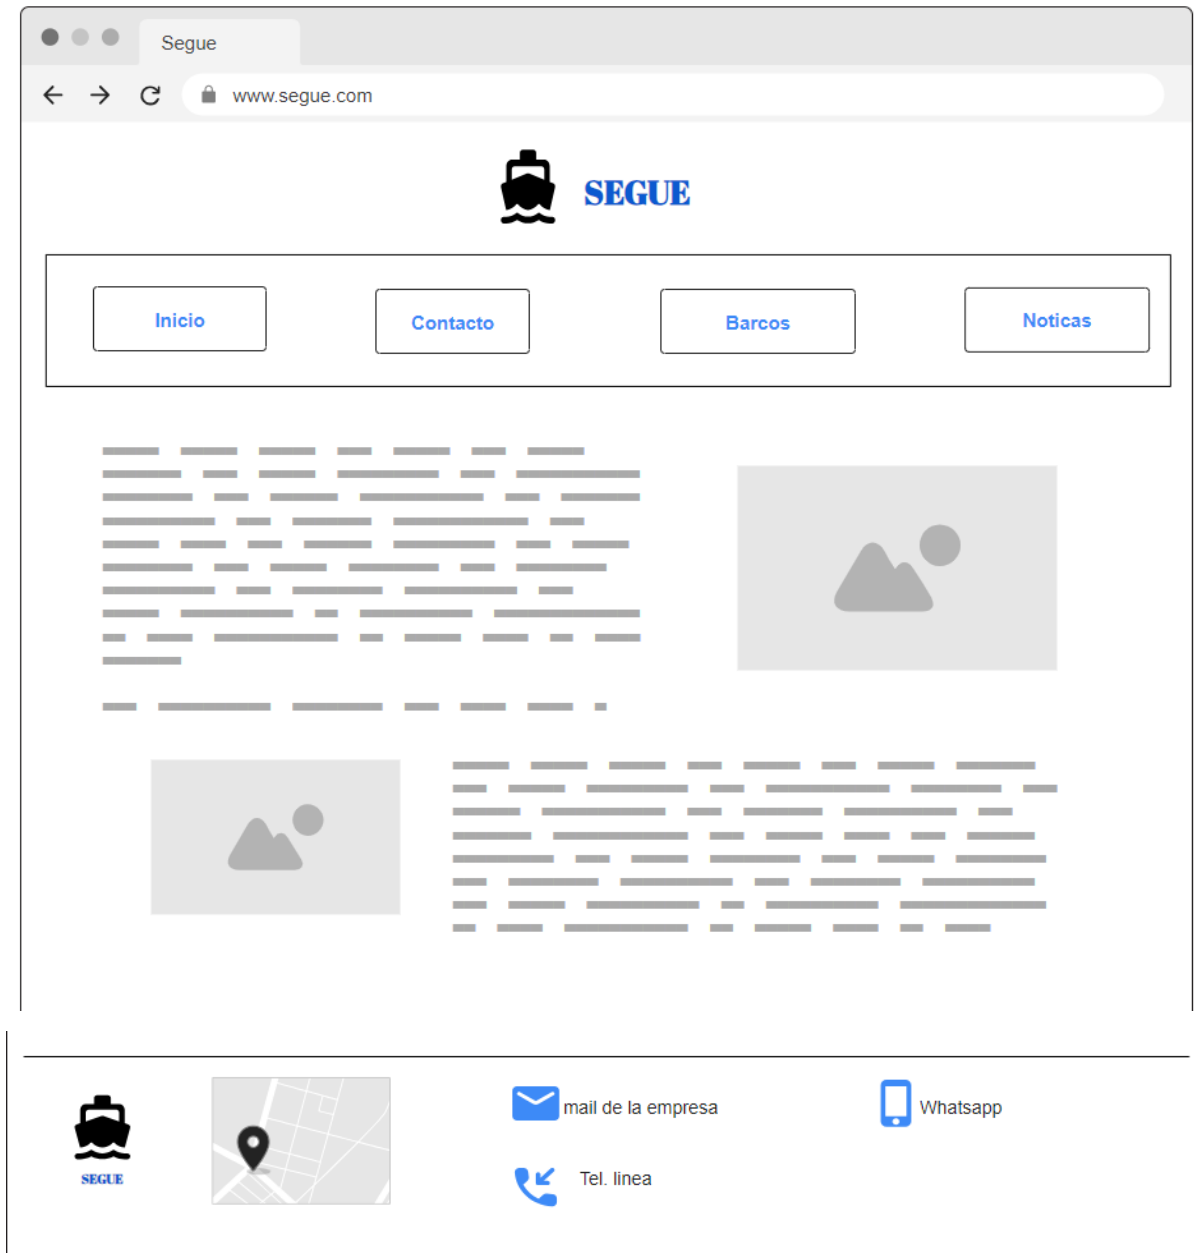 Segue
www.segue.com
SEGUE
Inicio
Contacto
Barcos
Noticas
mail de la empresa
Whatsapp
SEGUE
Tel. linea